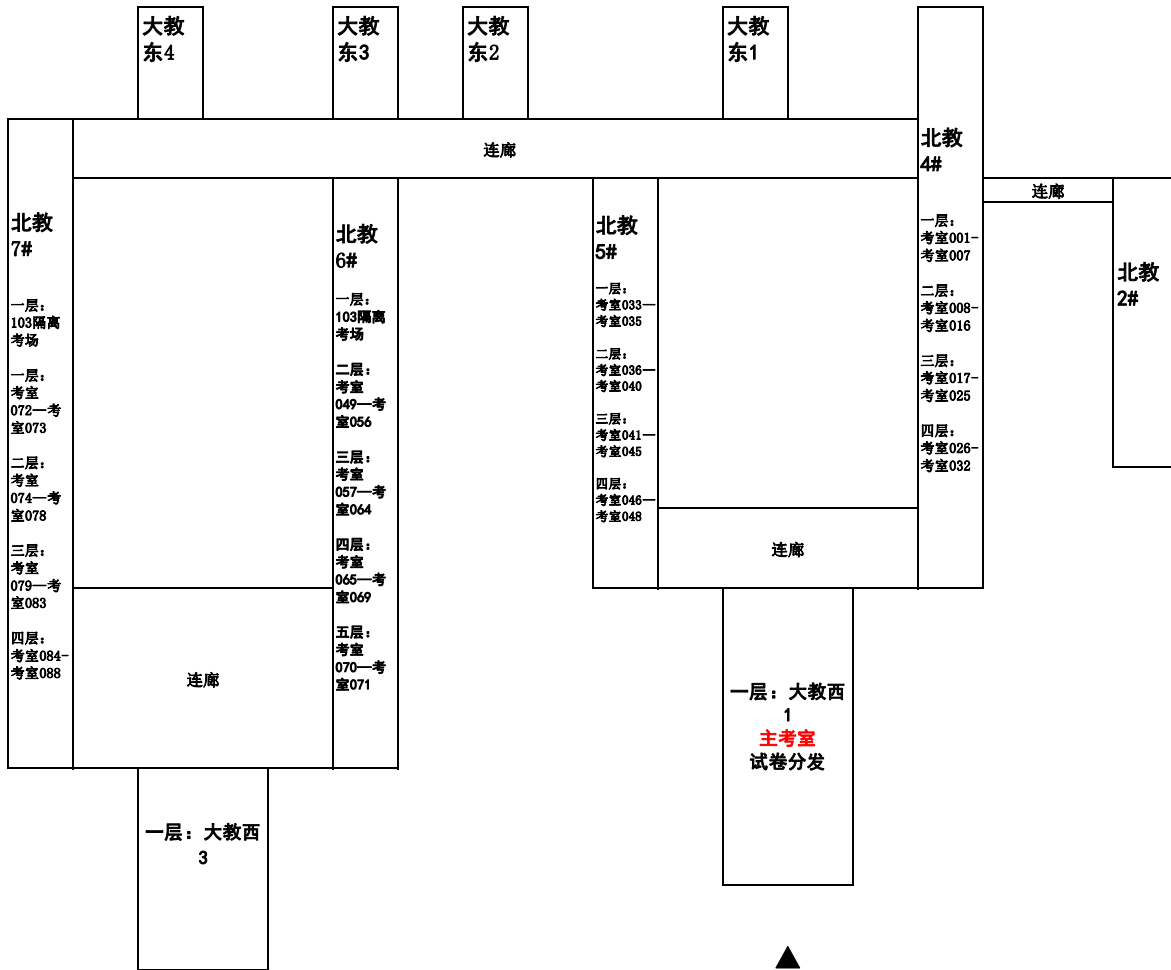 大教
东4
大教
东3
大教
东2
大教
东1
连廊
北教
4#
一层：
考室001-
考室007
二层：
考室008-
考室016
三层：
考室017-
考室025
四层：
考室026-
考室032
连廊
北教
2#
北教
7#
一层：
103隔离
考场
一层：
考室
072—考
室073
二层：
考室
074—考
室078
三层：
考室
079—考
室083
四层：
考室084-
考室088
北教
6#
一层：
103隔离
考场
二层：
考室
049—考
室056
三层：
考室
057—考
室064
四层：
考室
065—考
室069
五层：
考室
070—考
室071
北教
5#
一层：
考室033—
考室035
二层：
考室036—
考室040
三层：
考室041—
考室045
四层：
考室046—
考室048
连廊
连廊
一层：大教西
1
主考室
试卷分发
一层：大教西
3